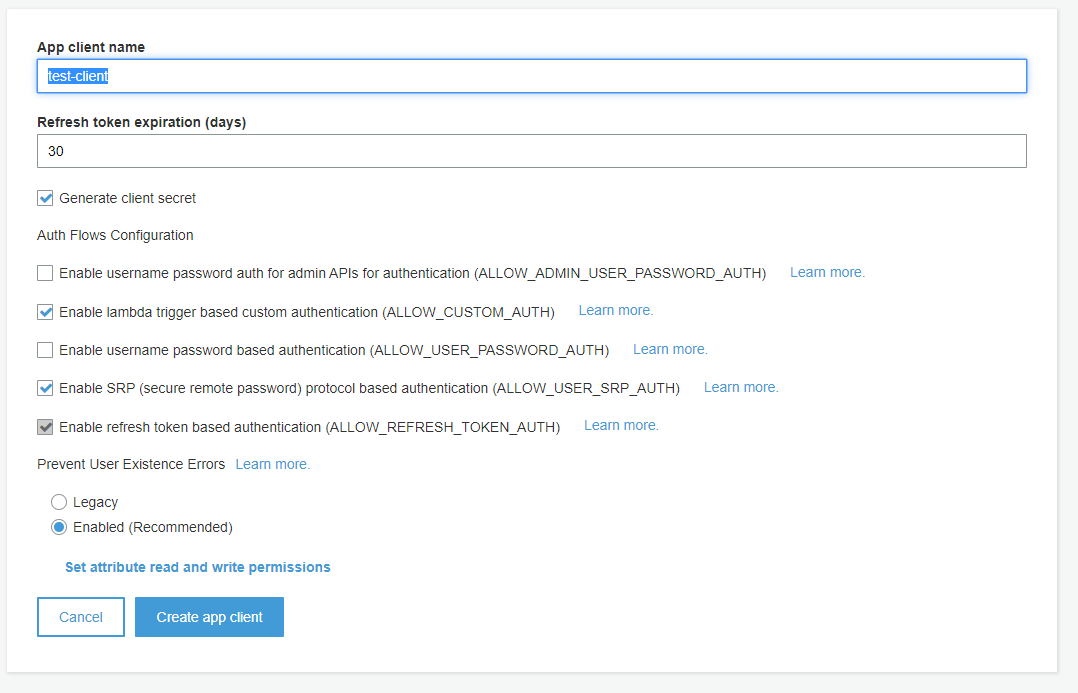 App client name
test-client
Refresh token expiration (days)
30
Generate client secret
Auth Flows Configuration
Enable username password auth for admin APIs for authentication (ALLOW_ADMIN_USER_PASSWORD_AUTH) Learn more.
Enable lambda trigger based custom authentication (ALLOW_CUSTOM_AUTH) Learn more.
Enable username password based authentication (ALLOW_USER_PASSWORD_AUTH) Learn more.
Enable SRP (secure remote password) protocol based authentication (ALLOW_USER_SRP_AUTH) Learn more.
Enable refresh token based authentication (ALLOW_REFRESH_TOKEN_AUTH) Learn more.
Prevent User Existence Errors Learn more.
Legacy
Enabled (Recommended)
Set attribute read and write permissions
Cancel Create app client